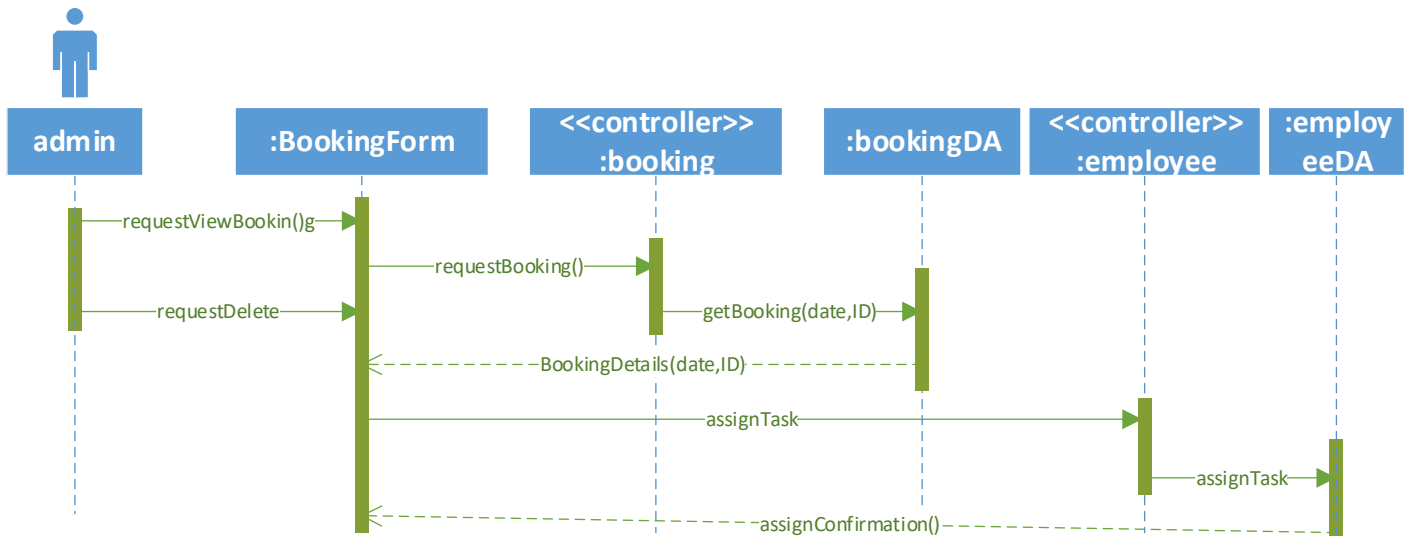 admin
:BookingForm
<<controller>>
:booking
:bookingDA
<<controller>>
:employee
:employ
eeDA
requestViewBookin()g
requestBooking()
requestDelete
getBooking(date,ID)
BookingDetails(date,ID)
assignTask
assignTask
assignConfirmation()